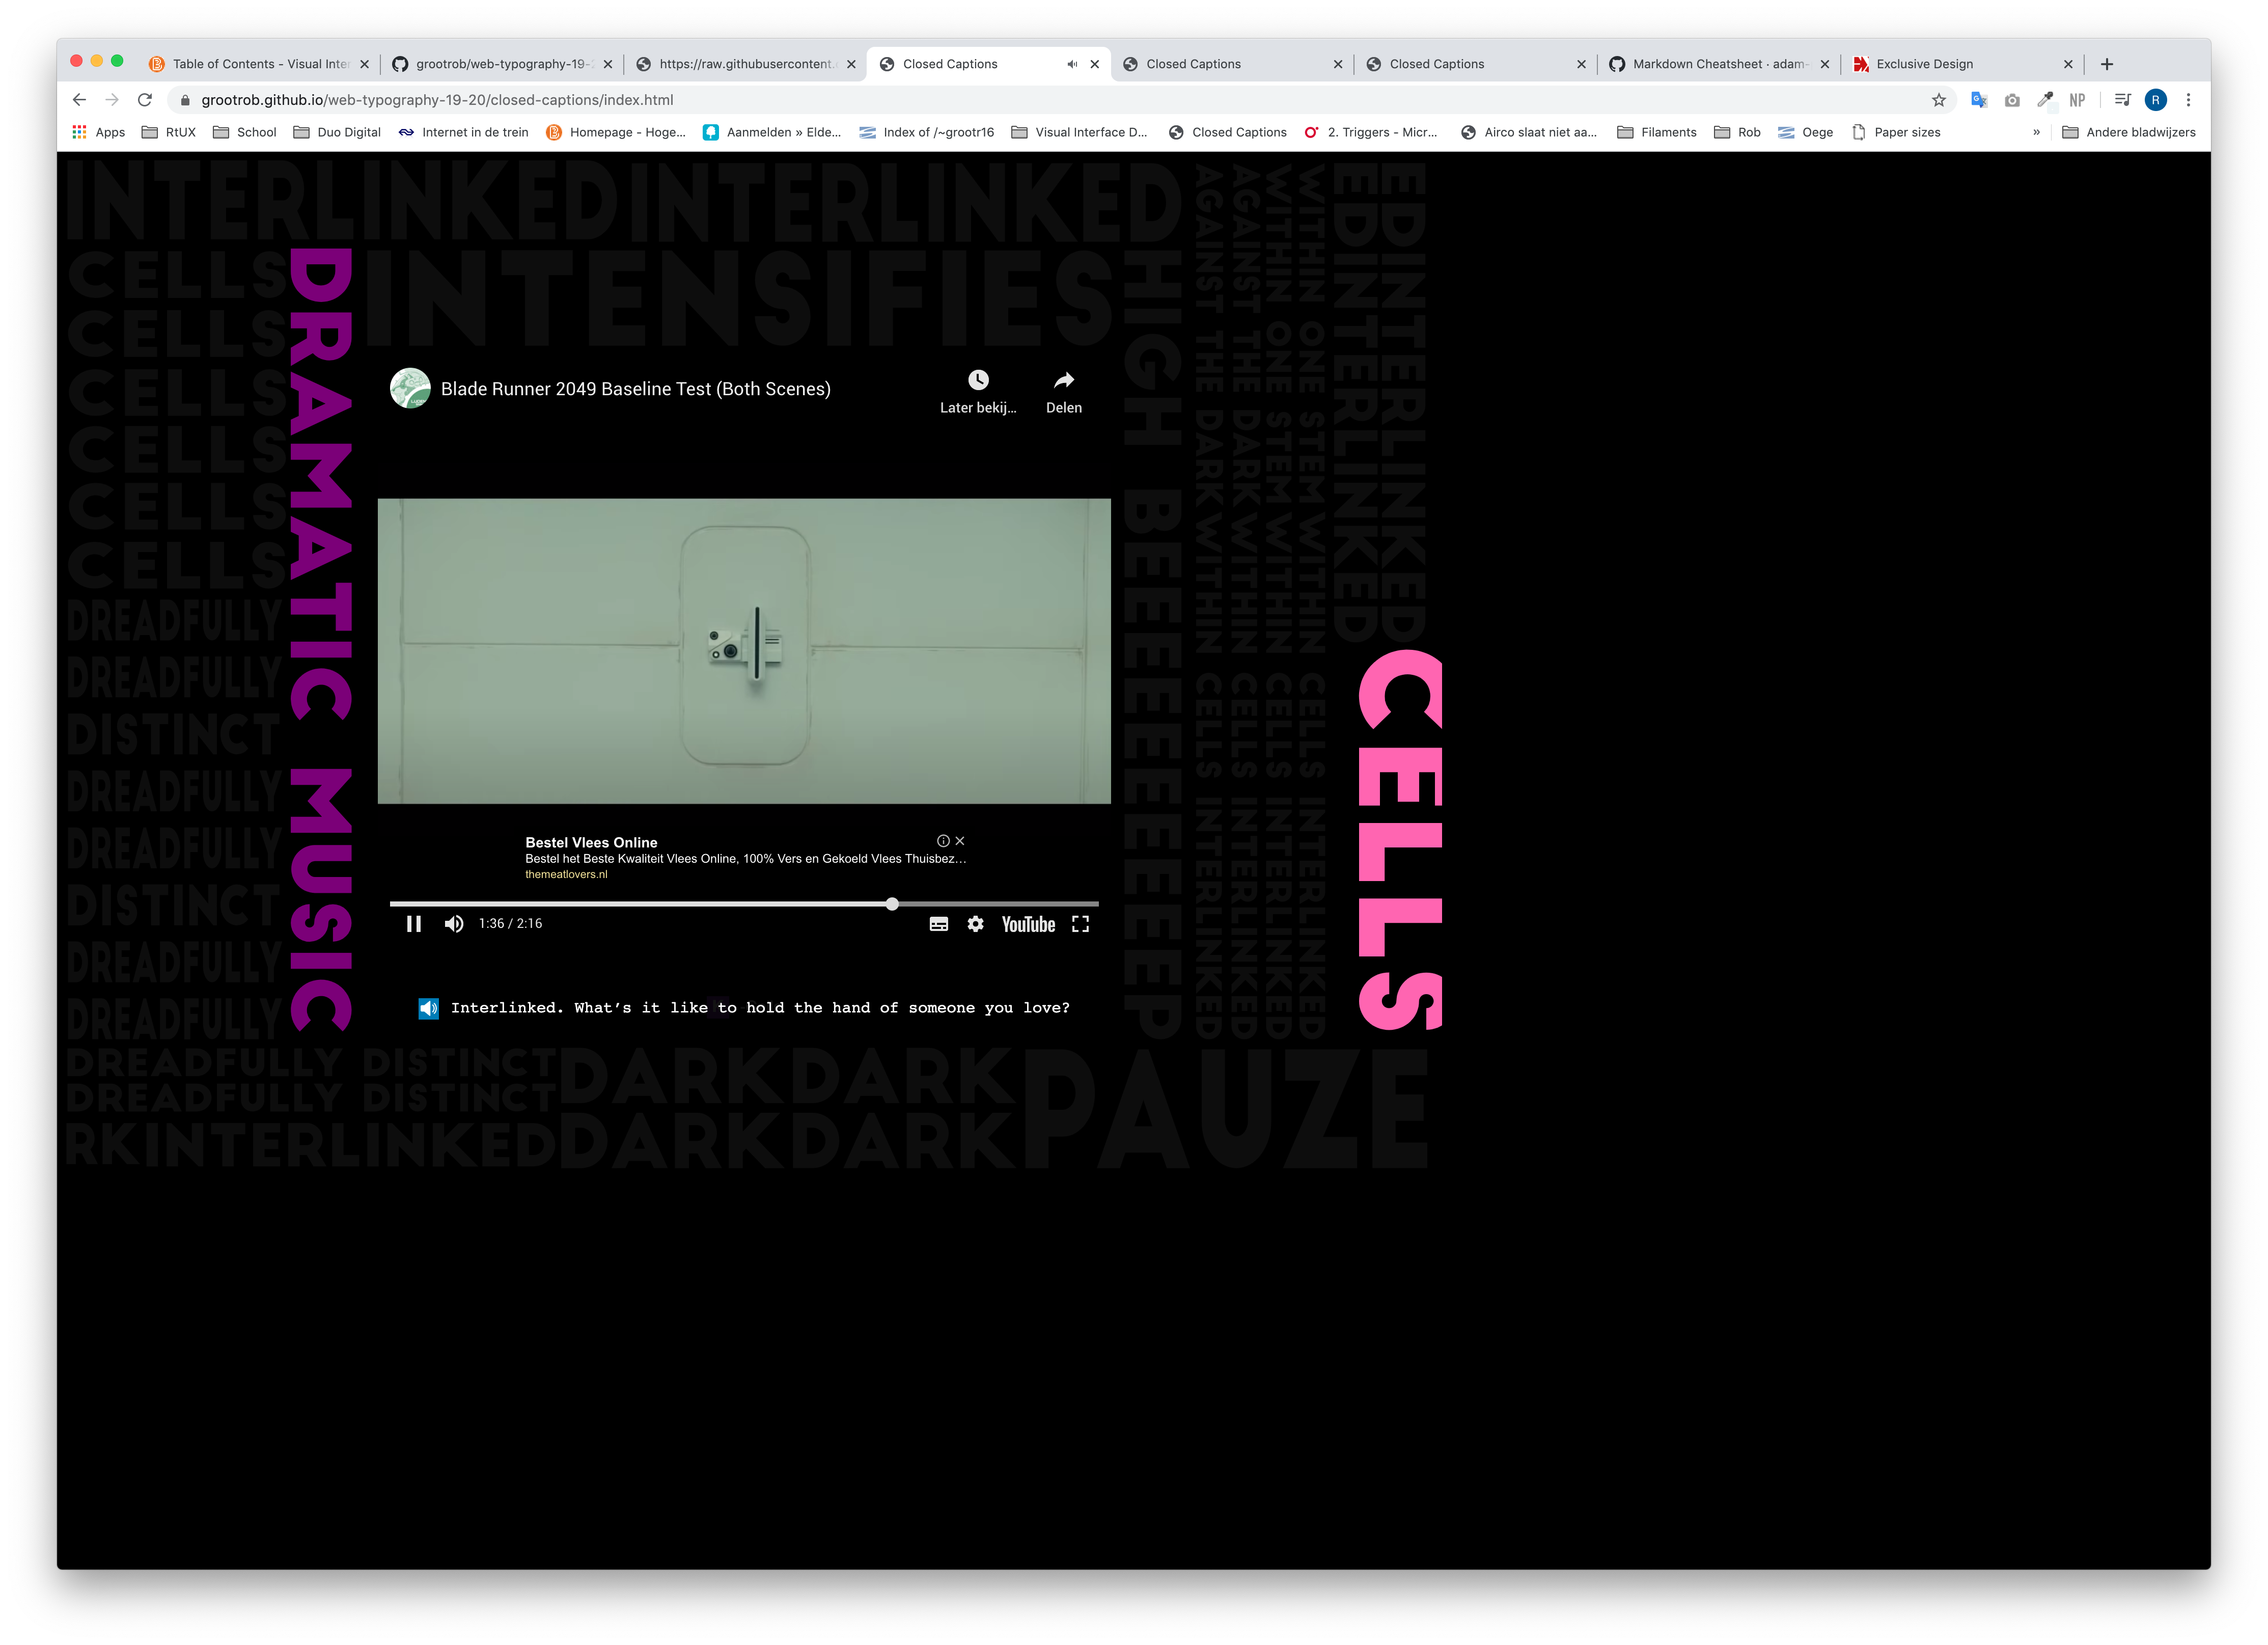 Table of Contents - Visual Inter
grootrob/web-typography-19-2
https://raw.githubusercontent.
Closed Captions
Closed Captions
Closed Captions
Markdown Cheatsheet · adam-
Exclusive Design
grootrob.github.io/web-typography-19-20/closed-captions/index.html
NP
R
Apps
RtUX
School
Duo Digital
Internet in de trein
Homepage - Hoge...
Aanmelden » Elde...
Index of /~grootr16
Visual Interface D...
Closed Captions
2. Triggers - Micr...
Airco slaat niet aa...
Filaments
Rob
Oege
Paper sizes
»
Andere bladwijzers
INTERLINKEDINTERLINKED
CELLS
CELLS
CELLS
CELLS
CELLS
CELLS
DREADFULLY
DREADFULLY
DISTINCT
DREADFULLY
DREADFULLY
DISTINCT
DREADFULLY
DREADFULLY
DRAMATIC MUSIC
INTENSIFIES
Blade Runner 2049 Baseline Test (Both Scenes)
Later bekij...
Delen
Bestel Vlees Online
Bestel het Beste Kwaliteit Vlees Online, 100% Vers en Gekoeld Vlees Thuisbez...
themeatlovers.nl
1:36 / 2:16
YouTube
Interlinked. What's it like to hold the hand of someone you love?
HIGH BEEEEEEEEEP
AGAINST THE DARK
AGAINST THE DARK
WITHIN ONE STEM
WITHIN ONE STEM
WITHIN CELLS INTERLINKED
WITHIN CELLS INTERLINKED
WITHIN CELLS INTERLINKED
WITHIN CELLS INTERLINKED
EDINTERLINKED
EDINTERLINKED
CELLS
DREADFULLY DISTINCT
DREADFULLY DISTINCT
RKINTERLINKED
DARKDARK
DARKDARK
PAUZE